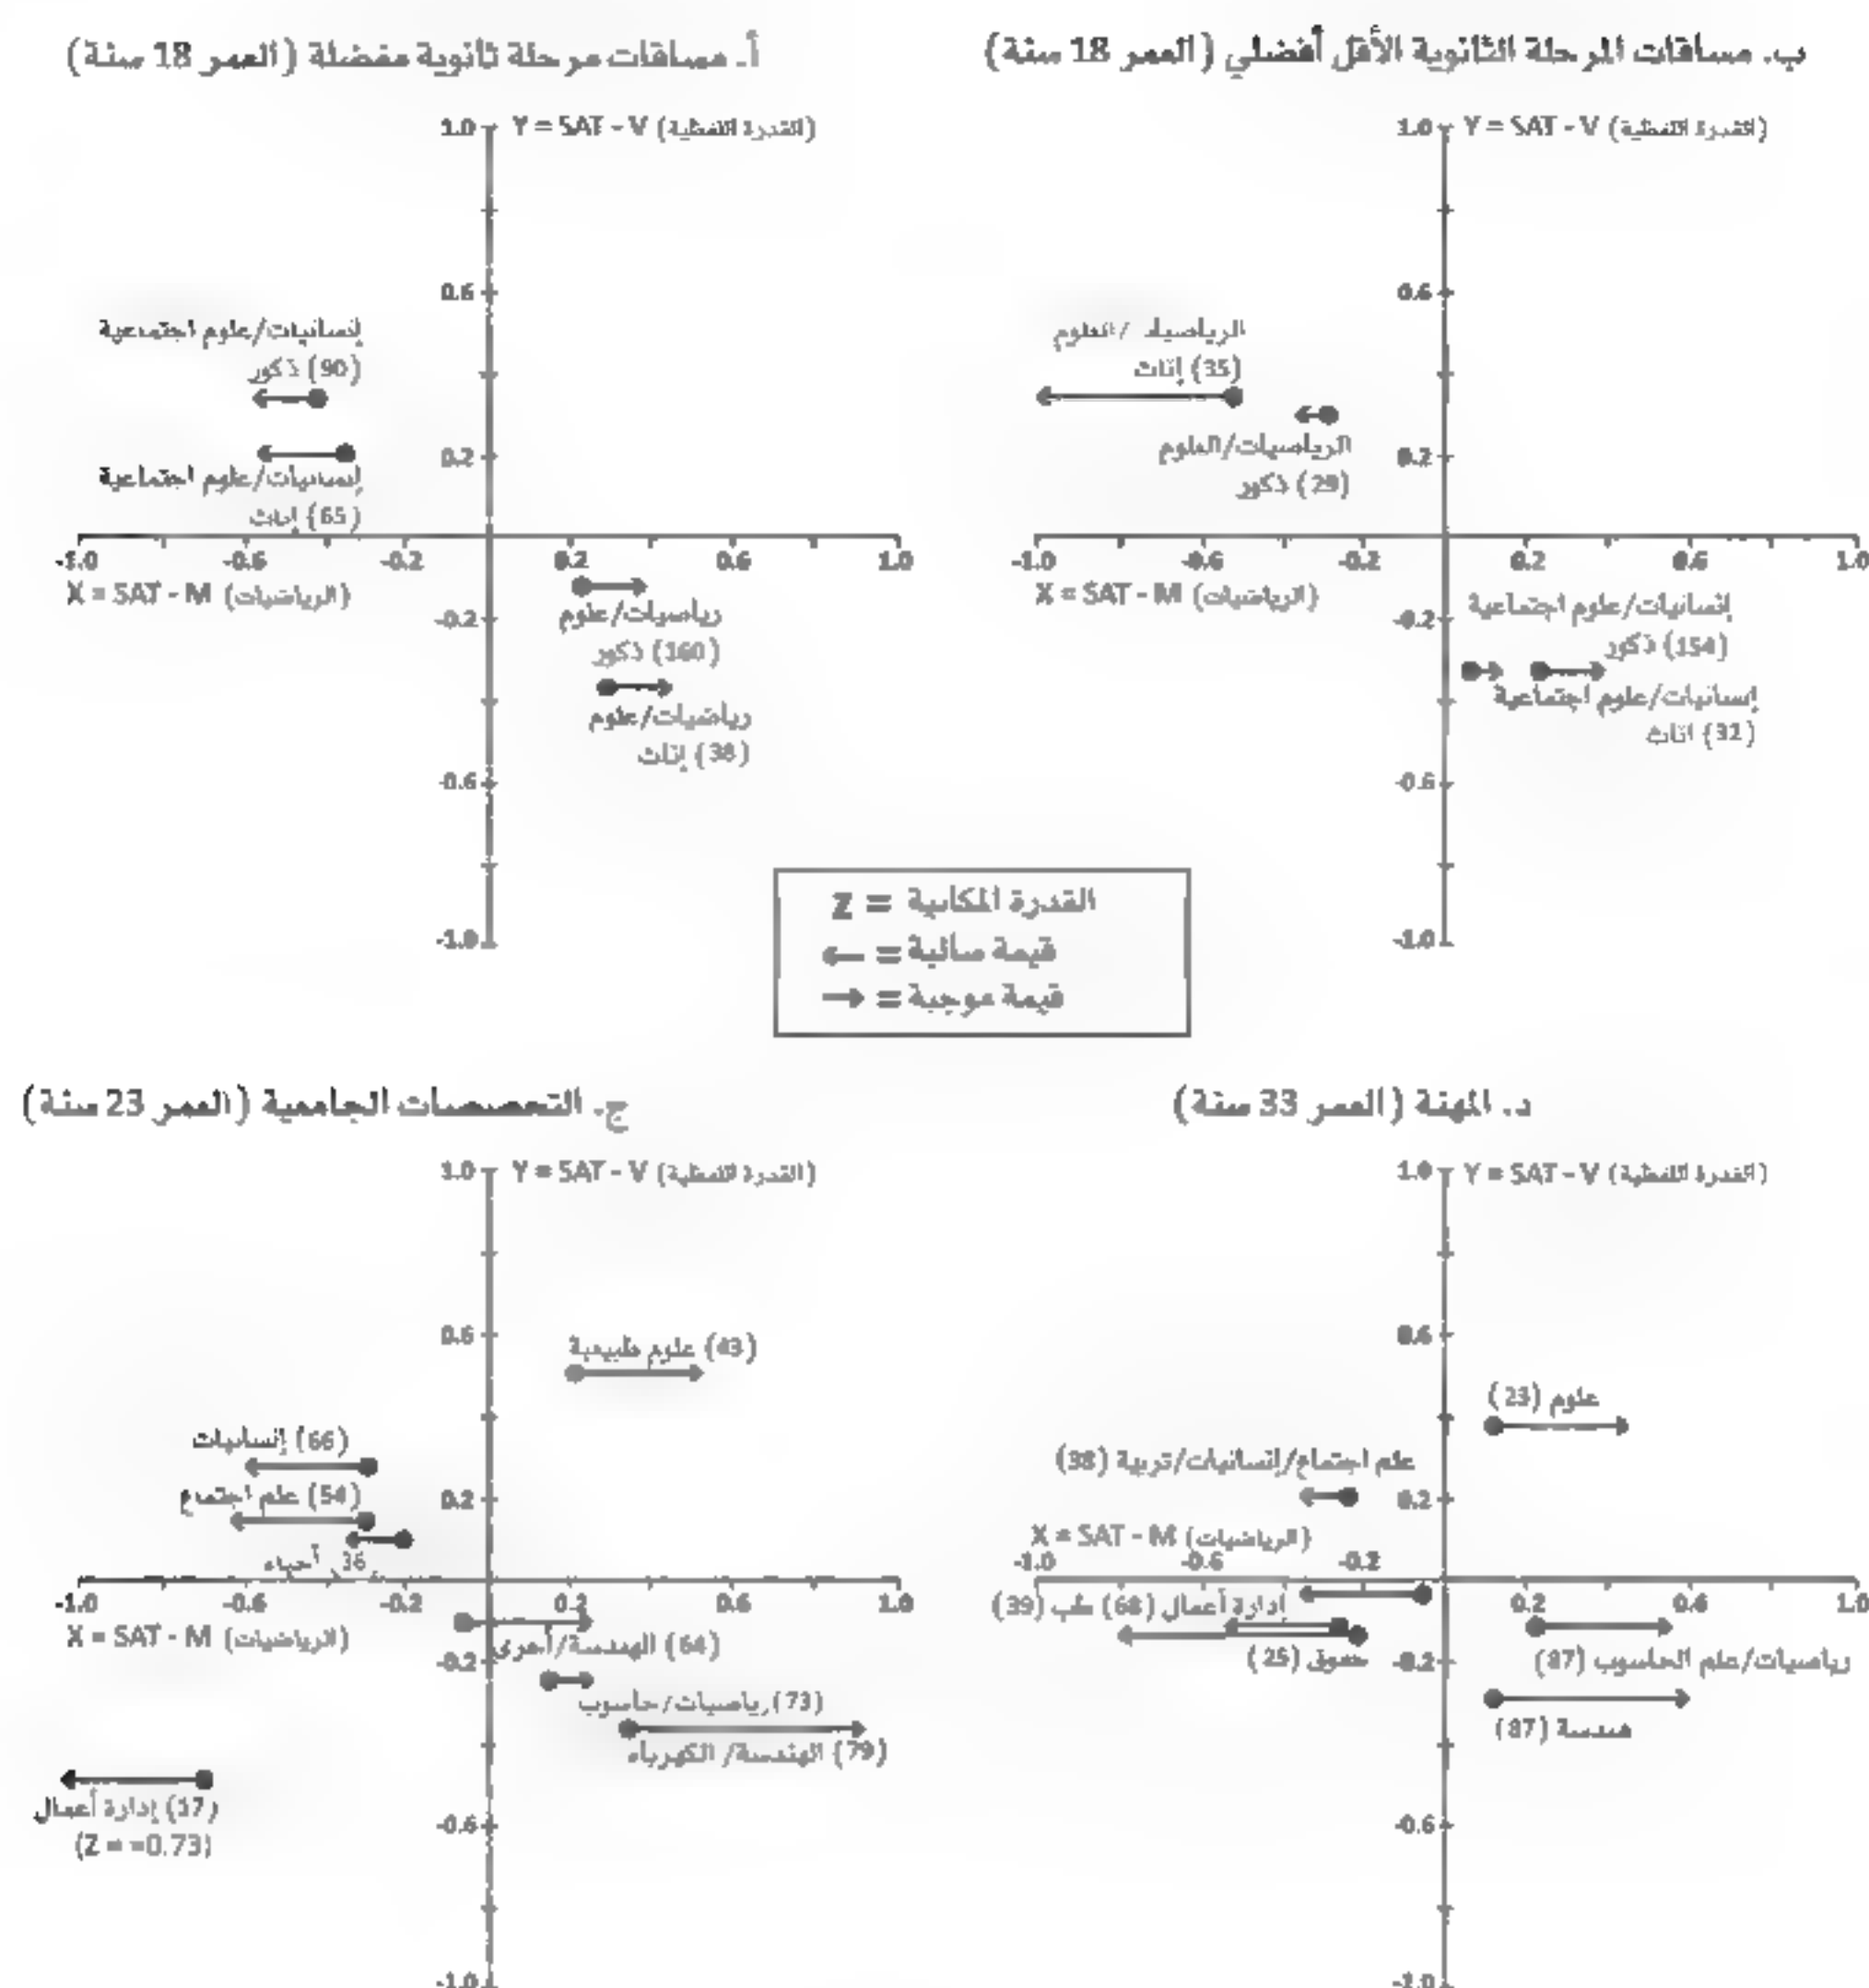 أ. مساقات مرحلة ثانوية مفضلة (العمر 18 سنة)
1.0
Y = SAT - V (القدرة اللفظية)
0.6
إنسانيات/علوم اجتماعية
(90) ذكور
0.2
إنسانيات/علوم اجتماعية
(65) إناث
-1.0 -0.6 -0.2 0.2 0.6 1.0
X = SAT - M (الرياضيات)
رياضيات/علوم
(160) ذكور
-0.2
رياضيات/علوم
(38) إناث
-0.6
-1.0
ب. مساقات المرحلة الثانوية الأقل أفضلي (العمر 18 سنة)
1.0
Y = SAT - V (القدرة اللفظية)
0.6
الرياضيات/العلوم
(35) إناث
0.2
الرياضيات/العلوم
(29) ذكور
-1.0 -0.6 -0.2 0.2 0.6 1.0
X = SAT - M (الرياضيات)
إنسانيات/علوم اجتماعية
(154) ذكور
-0.2
إنسانيات/علوم اجتماعية
(32) اناث
-0.6
-1.0
القدرة المكانية = Z
قيمة سالبة = ←
قيمة موجبة = →
ج. التخصصات الجامعية (العمر 23 سنة)
1.0
Y = SAT - V (القدرة اللفظية)
0.6
(43) علوم طبيعية
(66) إنسانيات
(54) علم اجتماع
36 أحياء
-1.0 -0.6 -0.2 0.2 0.6 1.0
X = SAT - M (الرياضيات)
(64) الهندسة/أخرى
-0.2
(73) رياضيات/حاسوب
(79) الهندسة/ الكهرباء
(17) إدارة أعمال
(Z = -0.73)
-0.6
-1.0
د. المهنة (العمر 33 سنة)
1.0
Y = SAT - V (القدرة اللفظية)
0.6
علوم (23)
علم اجتماع/إنسانيات/تربية (38)
0.2
X = SAT - M (الرياضيات)
-1.0 -0.6 -0.2 0.2 0.6 1.0
إدارة أعمال (68) طب (39)
حقوق (25)
-0.2
رياضيات/علم الحاسوب (87)
هندسة (87)
-0.6
-1.0